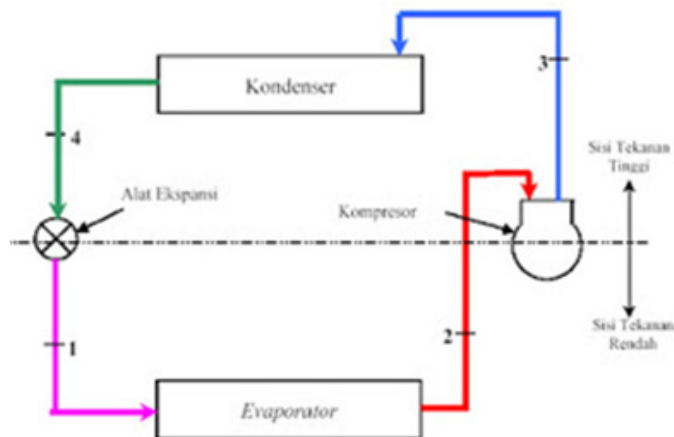 Kondenser
3
4
Sisi Tekanan
Tinggi
Alat Ekspansi
Kompresor
1
2
Sisi Tekanan
Rendah
Evaporator